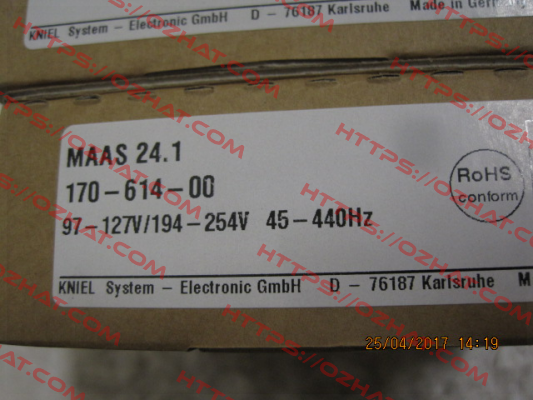 KNIEL System – Electronic GmbH D – 76187 Karlsruhe Made in Ger
MAAS 24.1
170–614–00
97–127V/194–254V 45–440Hz
RoHS
conform
KNIEL System – Electronic GmbH D – 76187 Karlsruhe M
25/04/2017 14:19
HTTPS://OZHAT.COM